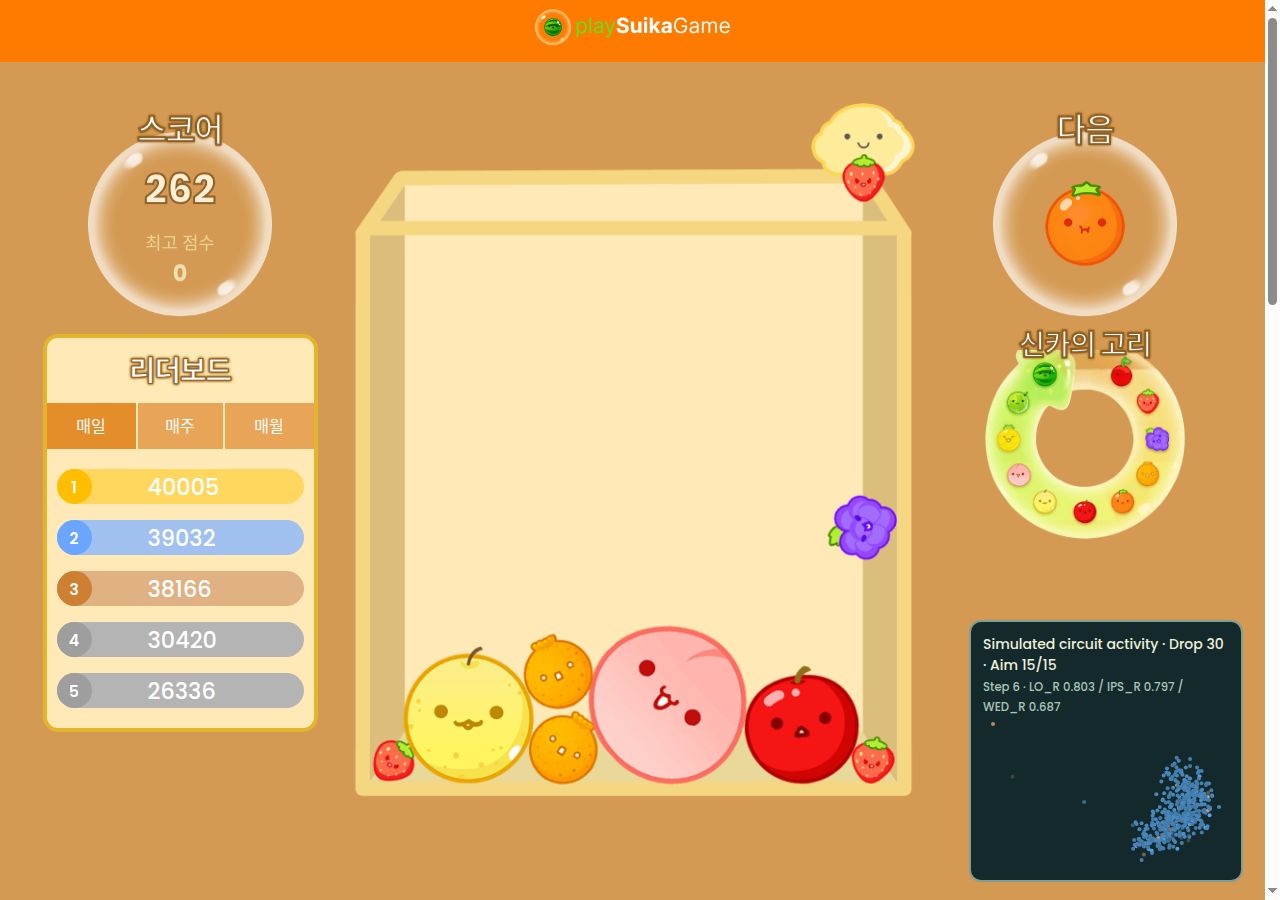 playSuikaGame
스코어
262
최고 점수
0
리더보드
매일 매주 매월
1 40005
2 39032
3 38166
4 30420
5 26336
다음
신카의 고리
Simulated circuit activity · Drop 30
· Aim 15/15
Step 6 · LO_R 0.803 / IPS_R 0.797 /
WED_R 0.687